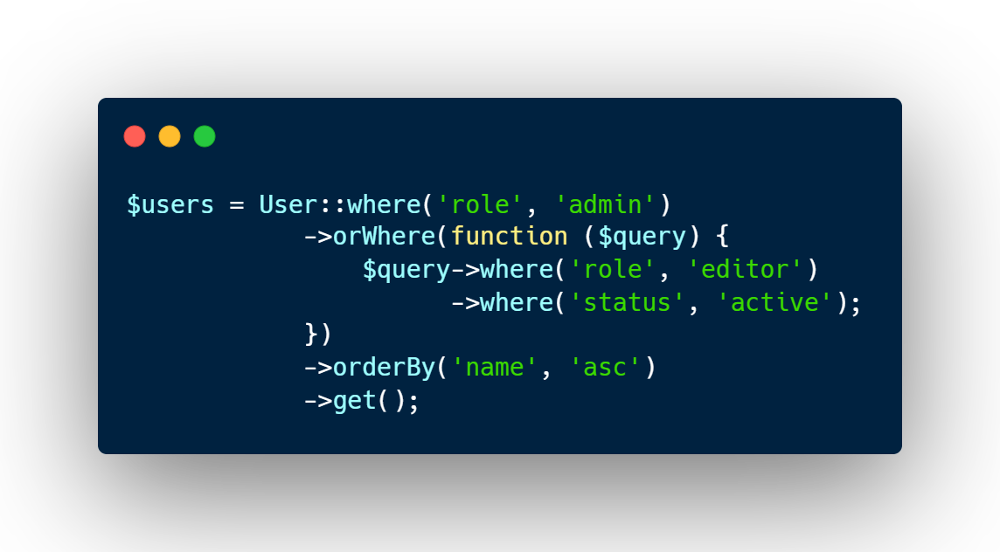 $users = User::where('role', 'admin')
            ->orWhere(function ($query) {
                $query->where('role', 'editor')
                      ->where('status', 'active');
            })
            ->orderBy('name', 'asc')
            ->get();